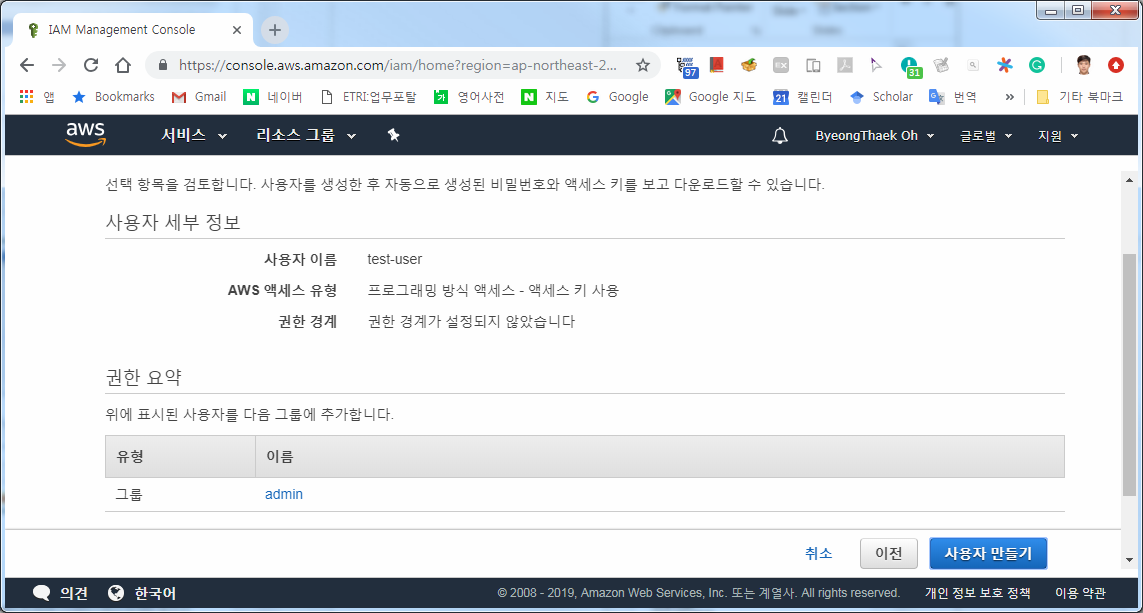 IAM Management Console
https://console.aws.amazon.com/iam/home?region=ap-northeast-2...
97
31
앱 Bookmarks Gmail 네이버 ETRI:업무포탈 영어사전 지도 Google Google 지도 캘린더 Scholar 번역 » 기타 북마크
aws 서비스 리소스 그룹 ByeongThaek Oh 글로벌 지원
선택 항목을 검토합니다. 사용자를 생성한 후 자동으로 생성된 비밀번호와 액세스 키를 보고 다운로드할 수 있습니다.
사용자 세부 정보
사용자 이름 test-user
AWS 액세스 유형 프로그래밍 방식 액세스 - 액세스 키 사용
권한 경계 권한 경계가 설정되지 않았습니다
권한 요약
위에 표시된 사용자를 다음 그룹에 추가합니다.
유형 이름
그룹 admin
취소 이전 사용자 만들기
의견 한국어 © 2008 - 2019, Amazon Web Services, Inc. 또는 계열사. All rights reserved. 개인 정보 보호 정책 이용 약관